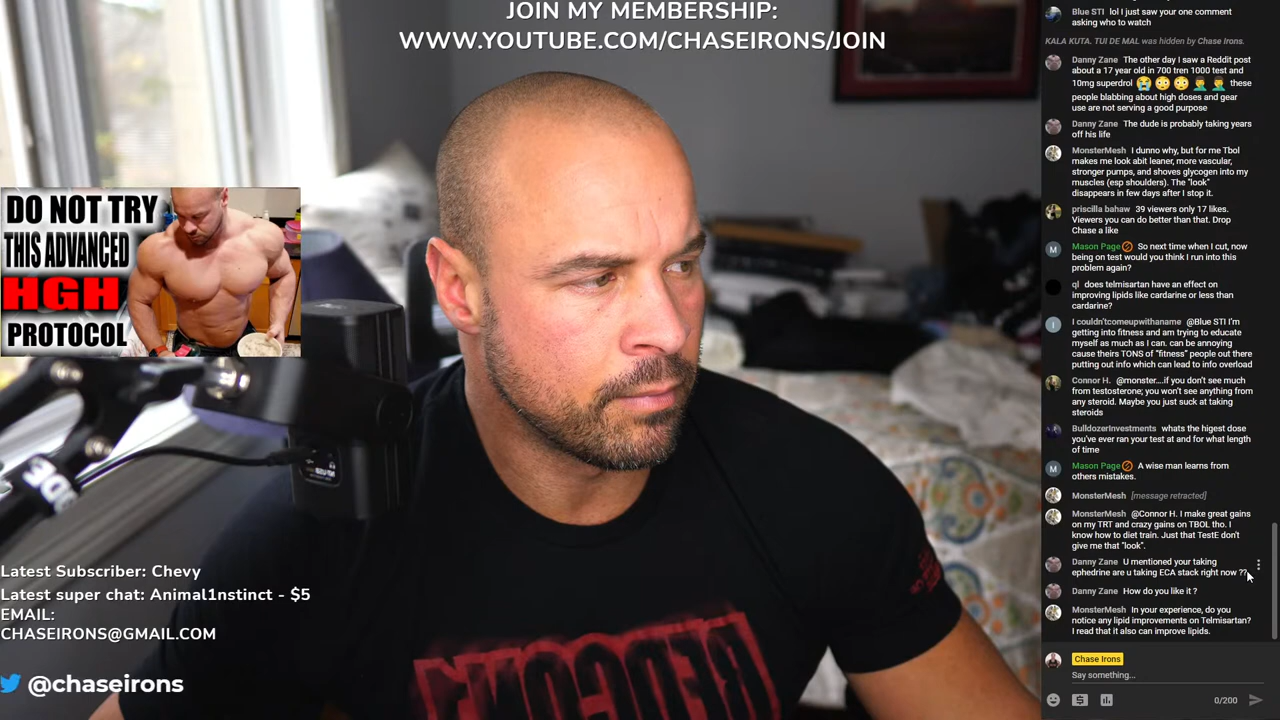 JOIN MY MEMBERSHIP:
WWW.YOUTUBE.COM/CHASEIRONS/JOIN
DO NOT TRY
THIS ADVANCED
HGH
PROTOCOL
Latest Subscriber: Chevy
Latest super chat: Animal1nstinct - $5
EMAIL:
CHASEIRONS@GMAIL.COM
@chaseirons
Blue STI lol I just saw your one comment
asking who to watch
KALA KUTA. TUI DE MAL was hidden by Chase Irons.
Danny Zane The other day I saw a Reddit post
about a 17 year old in 700 tren 1000 test and
10mg superdrol 😭😳😳🤦‍♂️🤦‍♂️ these
people blabbing about high doses and gear
use are not serving a good purpose
Danny Zane The dude is probably taking years
off his life
MonsterMesh I dunno why, but for me Tbol
makes me look abit leaner, more vascular,
stronger pumps, and shoves glycogen into my
muscles (esp shoulders). The "look"
disappears in few days after I stop it.
priscilla bahaw 39 viewers only 17 likes.
Viewers you can do better than that. Drop
Chase a like
M
Mason Page So next time when I cut, now
being on test would you think I run into this
problem again?
ql does telmisartan have an effect on
improving lipids like cardarine or less than
cardarine?
I
I couldn'tcomeupwithaname @Blue STI I'm
getting into fitness and am trying to educate
myself as much as I can. can be annoying
cause theirs TONS of "fitness" people out there
putting out info which can lead to info overload
Connor H. @monster....if you don't see much
from testosterone; you won't see anything from
any steroid. Maybe you just suck at taking
steroids
BulldozerInvestments whats the higest dose
you've ever ran your test at and for what length
of time
M
Mason Page A wise man learns from
others mistakes.
MonsterMesh [message retracted]
MonsterMesh @Connor H. I make great gains
on my TRT and crazy gains on TBOL tho. I
know how to diet train. Just that TestE don't
give me that "look".
Danny Zane U mentioned your taking
ephedrine are u taking ECA stack right now ??
Danny Zane How do you like it ?
MonsterMesh In your experience, do you
notice any lipid improvements on Telmisartan?
I read that it also can improve lipids.
Chase Irons
Say something...
0/200